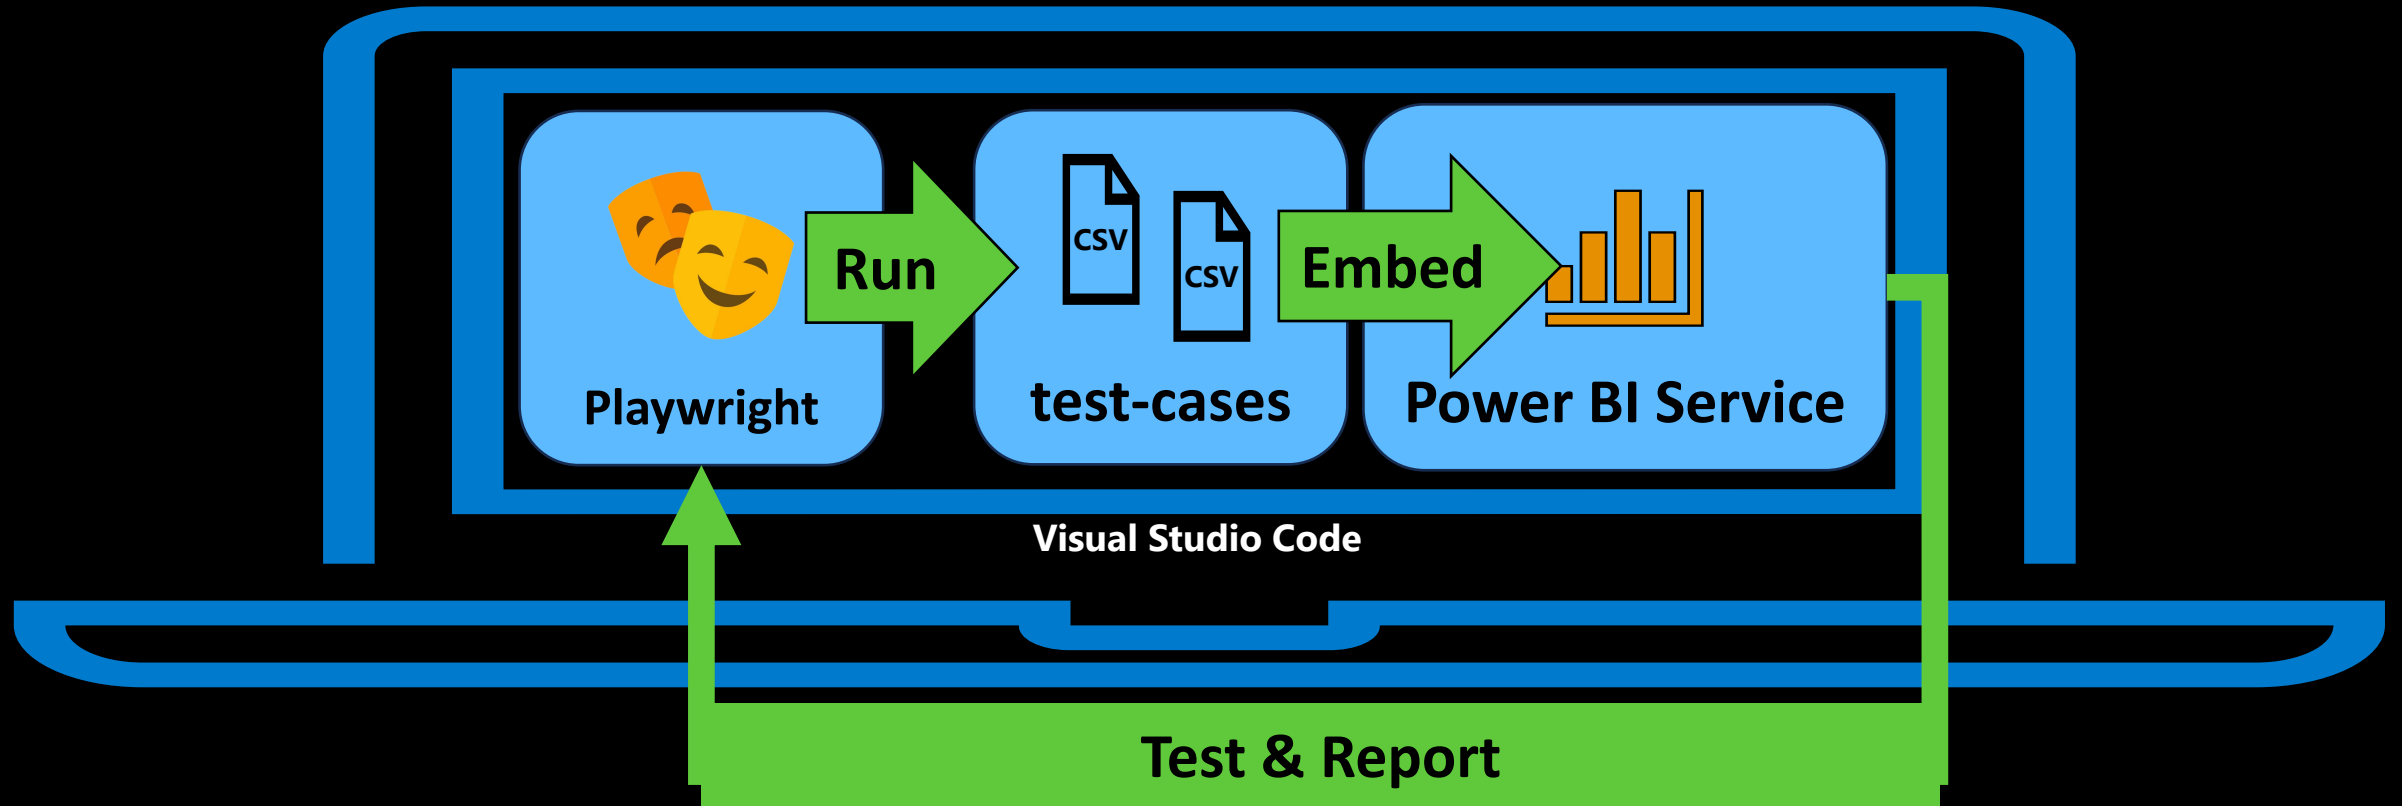 CSV
CSV
Run
Embed
Playwright
test-cases
Power BI Service
Visual Studio Code
Test & Report